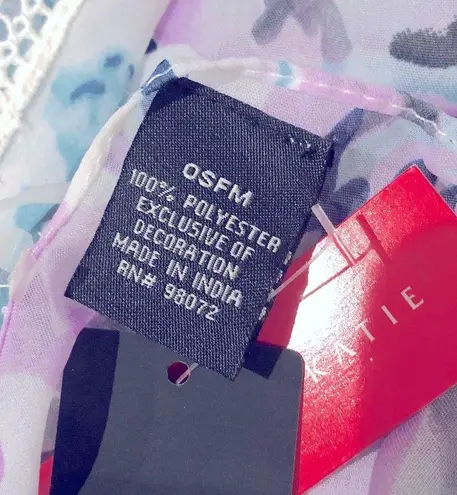 OSFM
100% POLYESTER
EXCLUSIVE OF
DECORATION
MADE IN INDIA
RN# 98072
KATIE